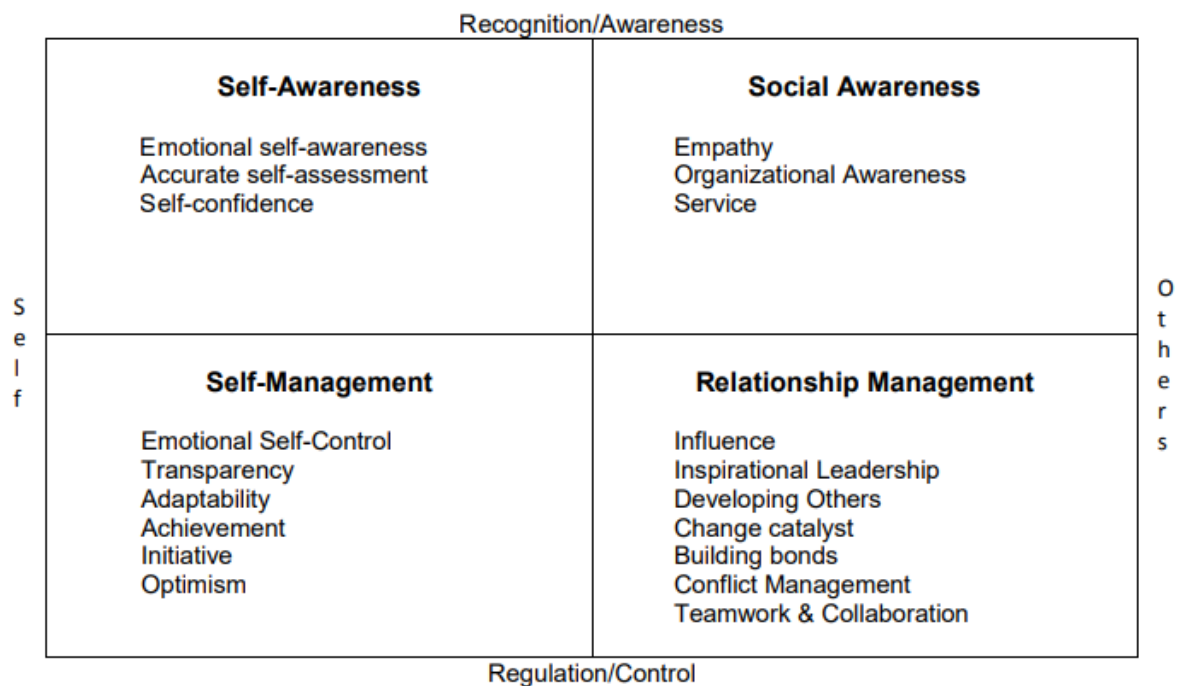 Recognition/Awareness
Self-Awareness
Emotional self-awareness
Accurate self-assessment
Self-confidence
Social Awareness
Empathy
Organizational Awareness
Service
Self
Others
Self-Management
Emotional Self-Control
Transparency
Adaptability
Achievement
Initiative
Optimism
Relationship Management
Influence
Inspirational Leadership
Developing Others
Change catalyst
Building bonds
Conflict Management
Teamwork & Collaboration
Regulation/Control